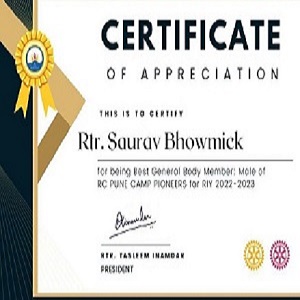 CERTIFICATE
OF APPRECIATION
THIS IS TO CERTIFY
Rtr. Saurav Bhowmick
for being Best General Body Member: Male of
RC PUNE CAMP PIONEERS for RIY 2022-2023
RTR. TASLEEM INAMDAR
PRESIDENT